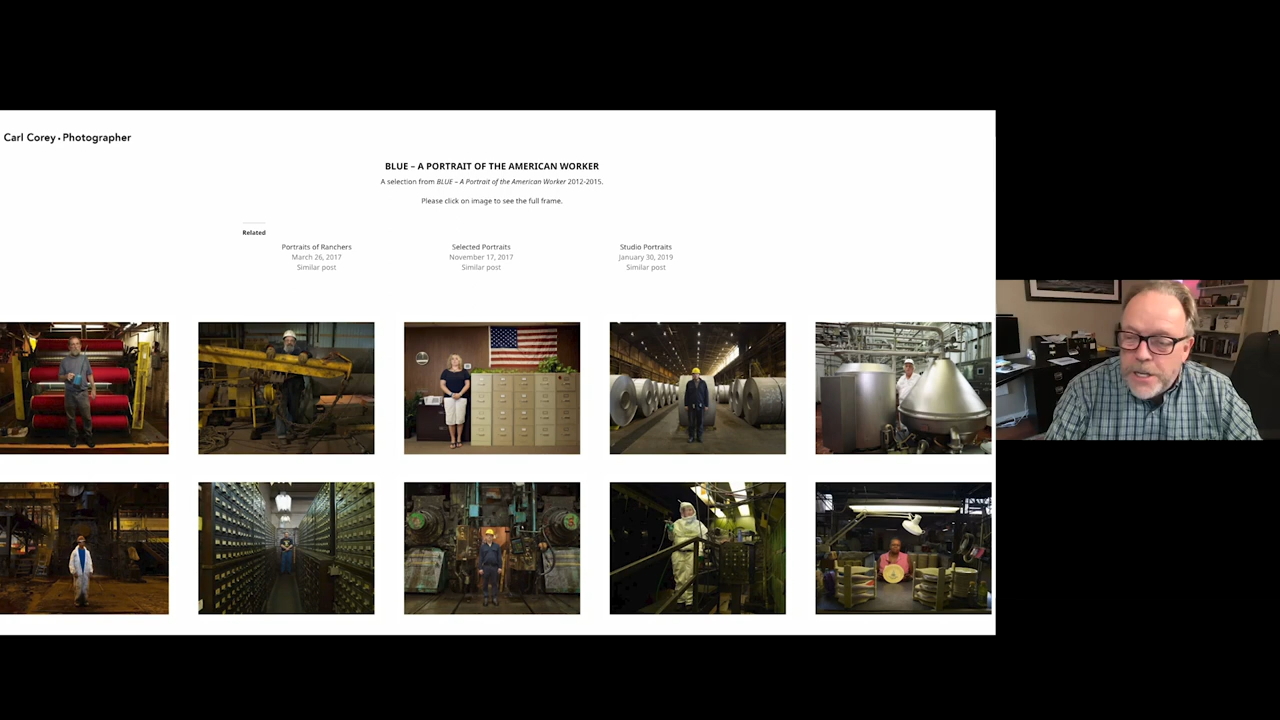 Carl Corey • Photographer
BLUE – A PORTRAIT OF THE AMERICAN WORKER
A selection from BLUE – A Portrait of the American Worker 2012-2015.
Please click on image to see the full frame.
Related
Portraits of Ranchers
March 26, 2017
Similar post
Selected Portraits
November 17, 2017
Similar post
Studio Portraits
January 30, 2019
Similar post